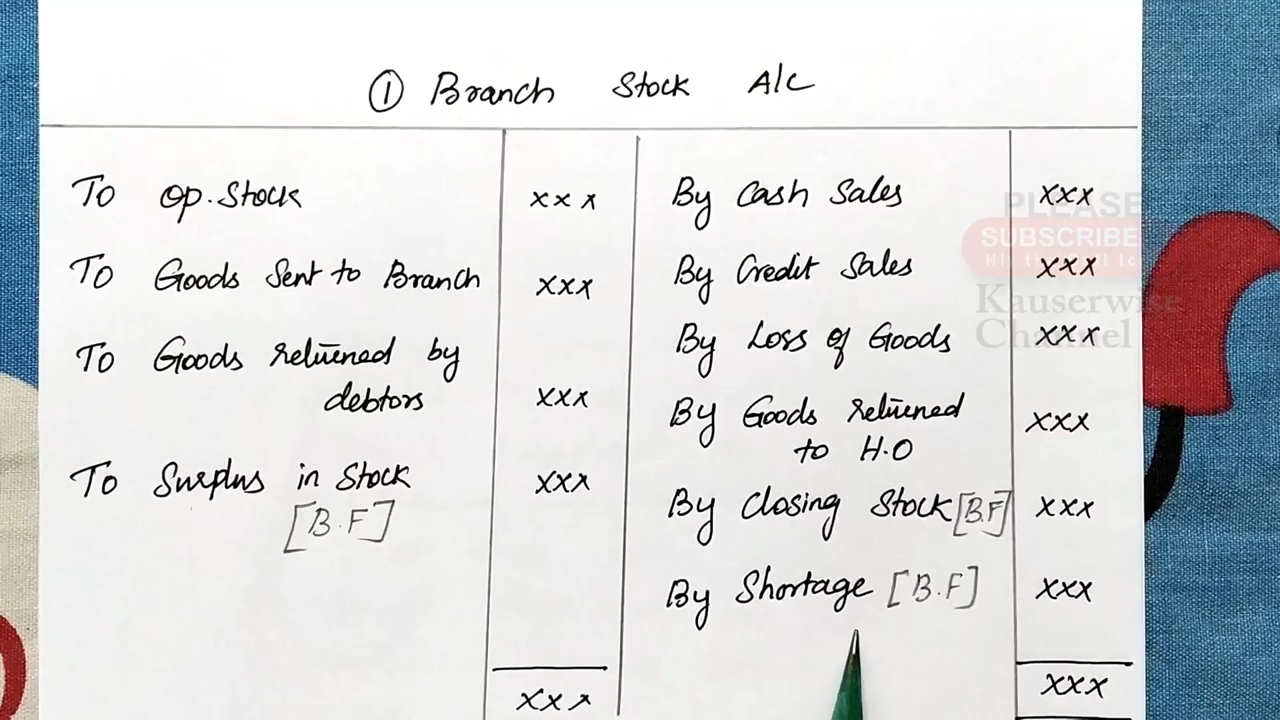 ① Branch Stock A/c
To Op. Stock xxx
To Goods Sent to Branch xxx
To Goods returned by
debtors xxx
To Surplus in Stock xxx
[B.F]
xxx
By Cash Sales xxx
By Credit Sales xxx
By Loss of Goods xxx
By Goods returned
to H.O xxx
By Closing Stock [B.F] xxx
By Shortage [B.F] xxx
xxx
PLEASE
SUBSCRIBE
Kauserwise
Channel